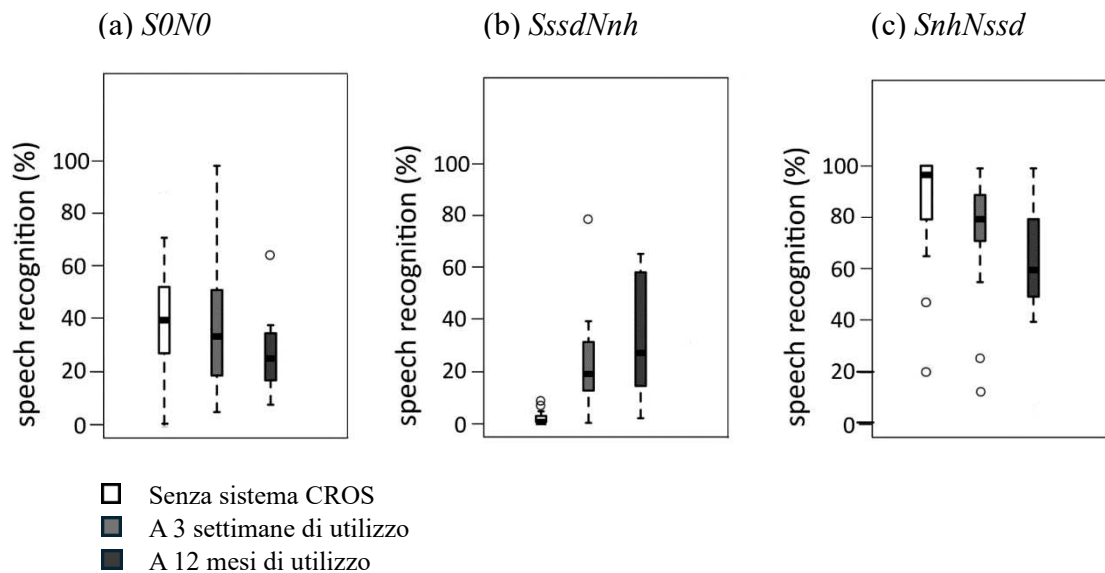 (a) S0N0
(b) SssdNnh
(c) SnhNssd
speech recognition (%)
100
80
60
40
20
0
speech recognition (%)
100
80
60
40
20
0
speech recognition (%)
100
80
60
40
20
0
Senza sistema CROS
A 3 settimane di utilizzo
A 12 mesi di utilizzo